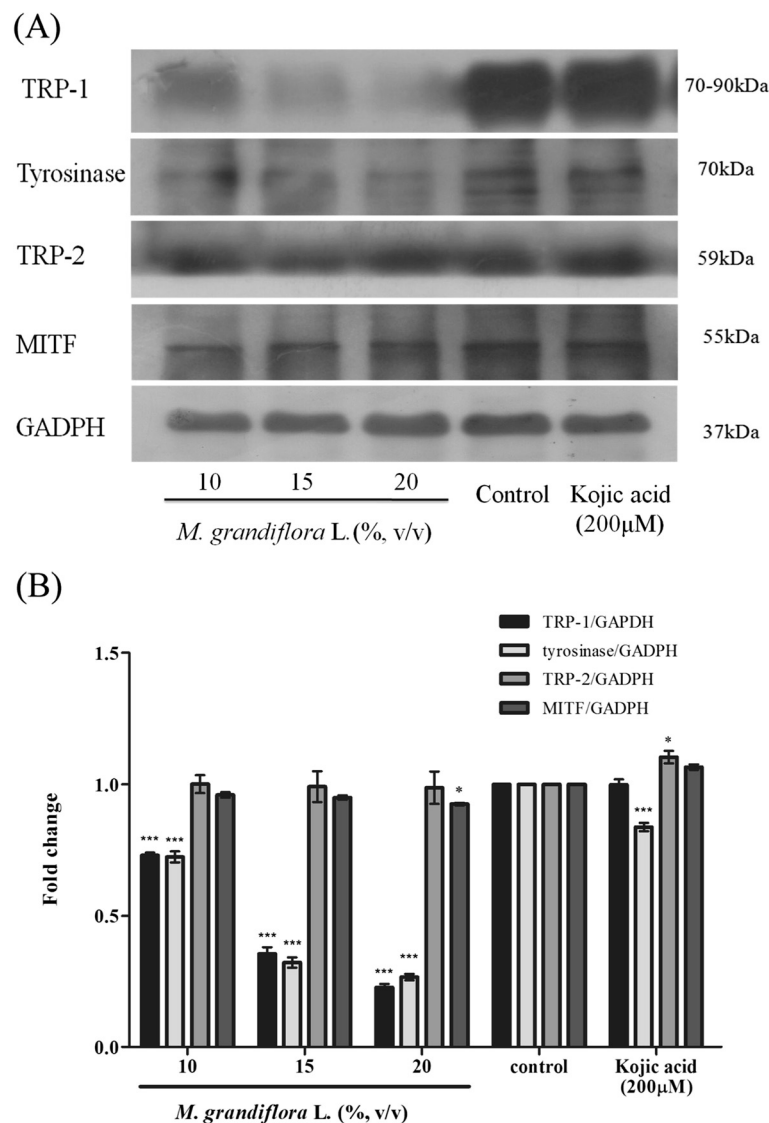 (A)
TRP-1
70-90kDa
Tyrosinase
70kDa
TRP-2
59kDa
MITF
55kDa
GADPH
37kDa
10 15 20 Control Kojic acid
(200μM)
M. grandiflora L.(%, v/v)
(B)
TRP-1/GAPDH
tyrosinase/GADPH
TRP-2/GADPH
MITF/GADPH
1.5
1.0
0.5
0.0
Fold change
*** ***
*** ***
*** *** *
*** *
10 15 20 control Kojic acid
(200μM)
M. grandiflora L. (%, v/v)